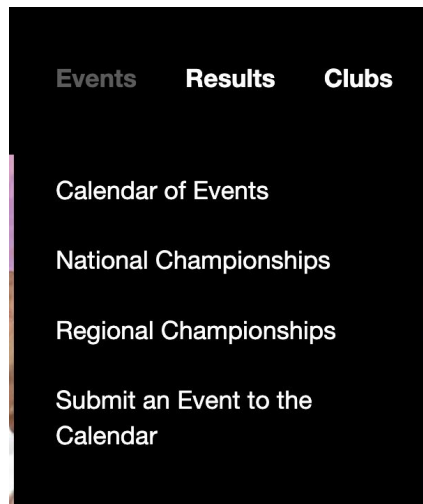 Events Results Clubs
Calendar of Events
National Championships
Regional Championships
Submit an Event to the
Calendar